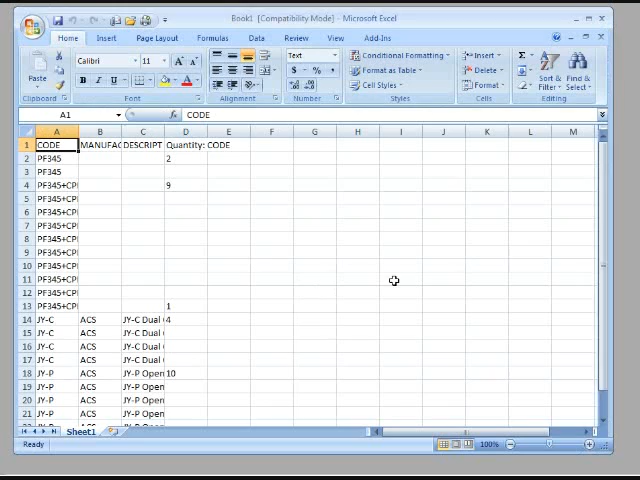 Book1 [Compatibility Mode] - Microsoft Excel
Home Insert Page Layout Formulas Data Review View Add-Ins
Calibri 11 Text Conditional Formatting Insert Σ
Paste B I U A $ % , Format as Table Delete Sort & Filter Find & Select
Cell Styles Format
Clipboard Font Alignment Number Styles Cells Editing
A1 fx CODE
A B C D E F G H I J K L M
1 CODE MANUFAC DESCRIPT Quantity: CODE
2 PF345 2
3 PF345
4 PF345+CP 9
5 PF345+CP
6 PF345+CP
7 PF345+CP
8 PF345+CP
9 PF345+CP
10 PF345+CP
11 PF345+CP
12 PF345+CP
13 PF345+CP 1
14 JY-C ACS JY-C Dual 4
15 JY-C ACS JY-C Dual
16 JY-C ACS JY-C Dual
17 JY-C ACS JY-C Dual
18 JY-P ACS JY-P Open 10
19 JY-P ACS JY-P Open
20 JY-P ACS JY-P Open
21 JY-P ACS JY-P Open
Sheet1
Ready 100%